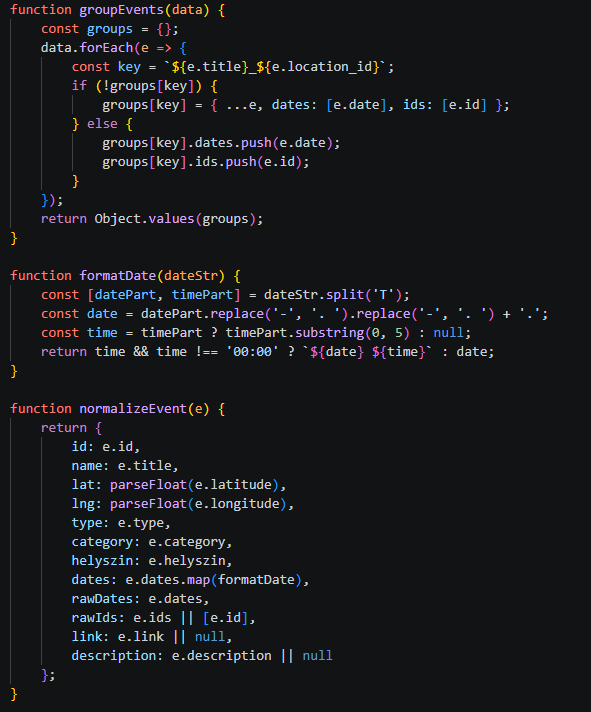 function groupEvents(data) {
    const groups = {};
    data.forEach(e => {
        const key = `${e.title}_${e.location_id}`;
        if (!groups[key]) {
            groups[key] = { ...e, dates: [e.date], ids: [e.id] };
        } else {
            groups[key].dates.push(e.date);
            groups[key].ids.push(e.id);
        }
    });
    return Object.values(groups);
}

function formatDate(dateStr) {
    const [datePart, timePart] = dateStr.split('T');
    const date = datePart.replace('-', '. ').replace('-', '. ') + '.';
    const time = timePart ? timePart.substring(0, 5) : null;
    return time && time !== '00:00' ? `${date} ${time}` : date;
}

function normalizeEvent(e) {
    return {
        id: e.id,
        name: e.title,
        lat: parseFloat(e.latitude),
        lng: parseFloat(e.longitude),
        type: e.type,
        category: e.category,
        helyszin: e.helyszin,
        dates: e.dates.map(formatDate),
        rawDates: e.dates,
        rawIds: e.ids || [e.id],
        link: e.link || null,
        description: e.description || null
    };
}